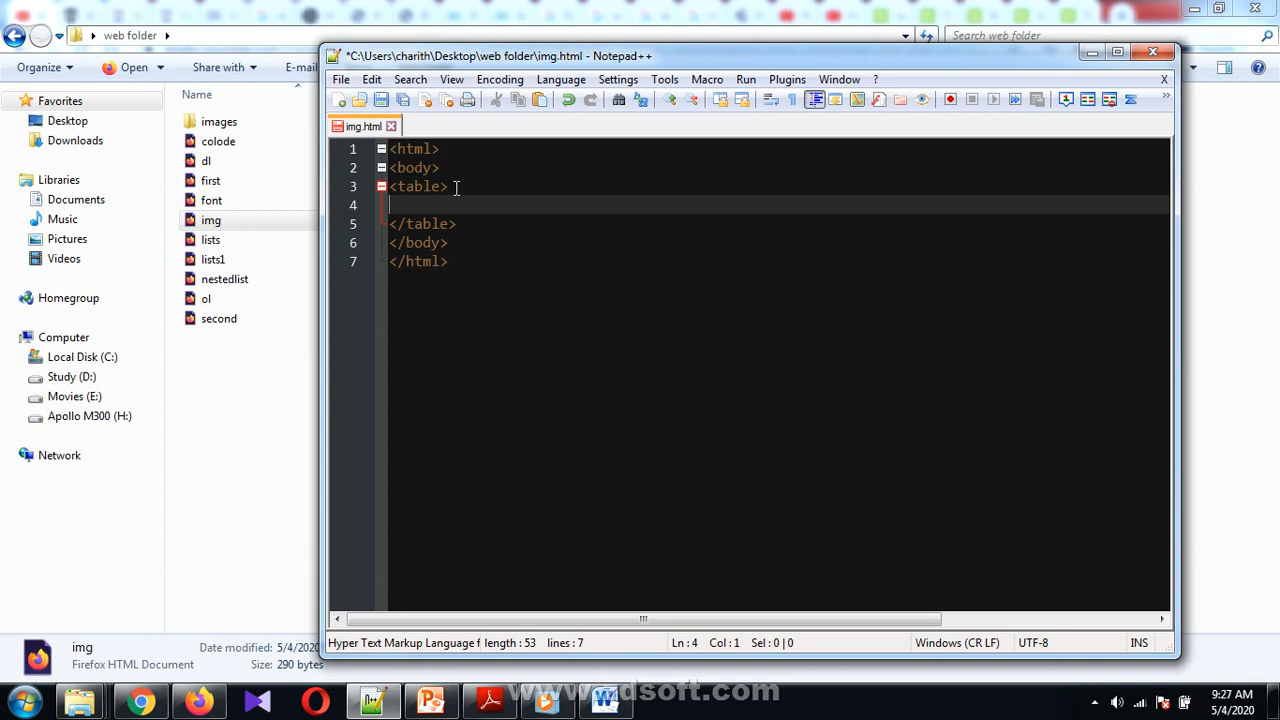 web folder
Search web folder
Organize
Open
Share with
E-mail
Favorites
Desktop
Downloads
Libraries
Documents
Music
Pictures
Videos
Homegroup
Computer
Local Disk (C:)
Study (D:)
Movies (E:)
Apollo M300 (H:)
Network
Name
images
colode
dl
first
font
img
lists
lists1
nestedlist
ol
second
*C:\Users\charith\Desktop\web folder\img.html - Notepad++
File Edit Search View Encoding Language Settings Tools Macro Run Plugins Window ? X
img.html
1 <html>
2 <body>
3 <table>
4
5 </table>
6 </body>
7 </html>
Hyper Text Markup Language f length : 53 lines : 7 Ln : 4 Col : 1 Sel : 0 | 0 Windows (CR LF) UTF-8 INS
img Date modified: 5/4/2020
Firefox HTML Document Size: 290 bytes
9:27 AM
5/4/2020